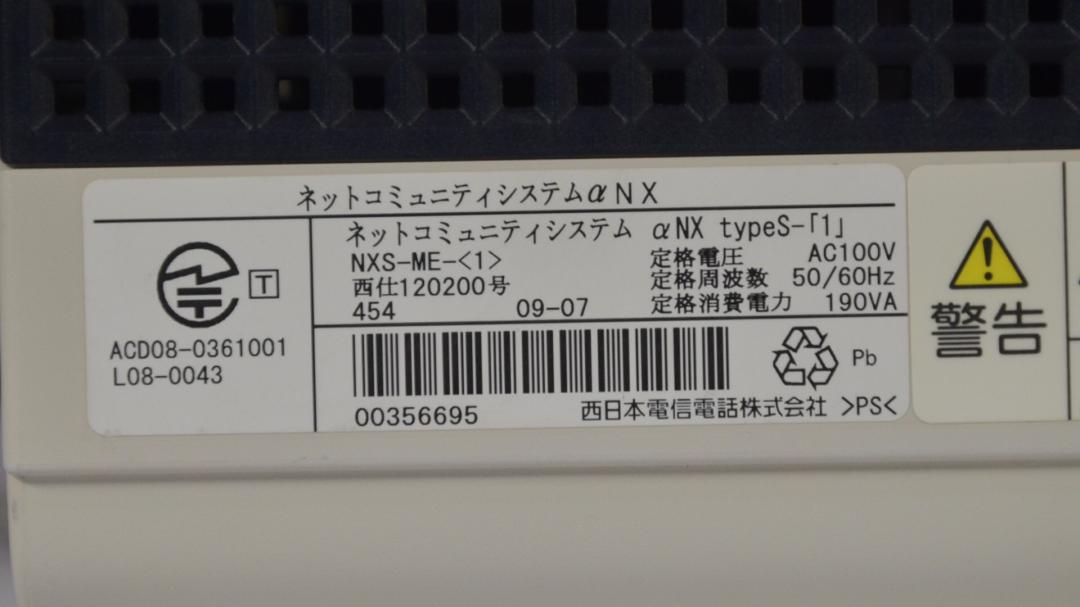 ネットコミュニティシステムαNX
ネットコミュニティシステム αNX typeS-「1」
NXS-ME-<1>
西仕120200号
454 09-07
定格電圧 AC100V
定格周波数 50/60Hz
定格消費電力 190VA
T
ACD08-0361001
L08-0043
00356695
Pb
西日本電信電話株式会社 >PS<
警告